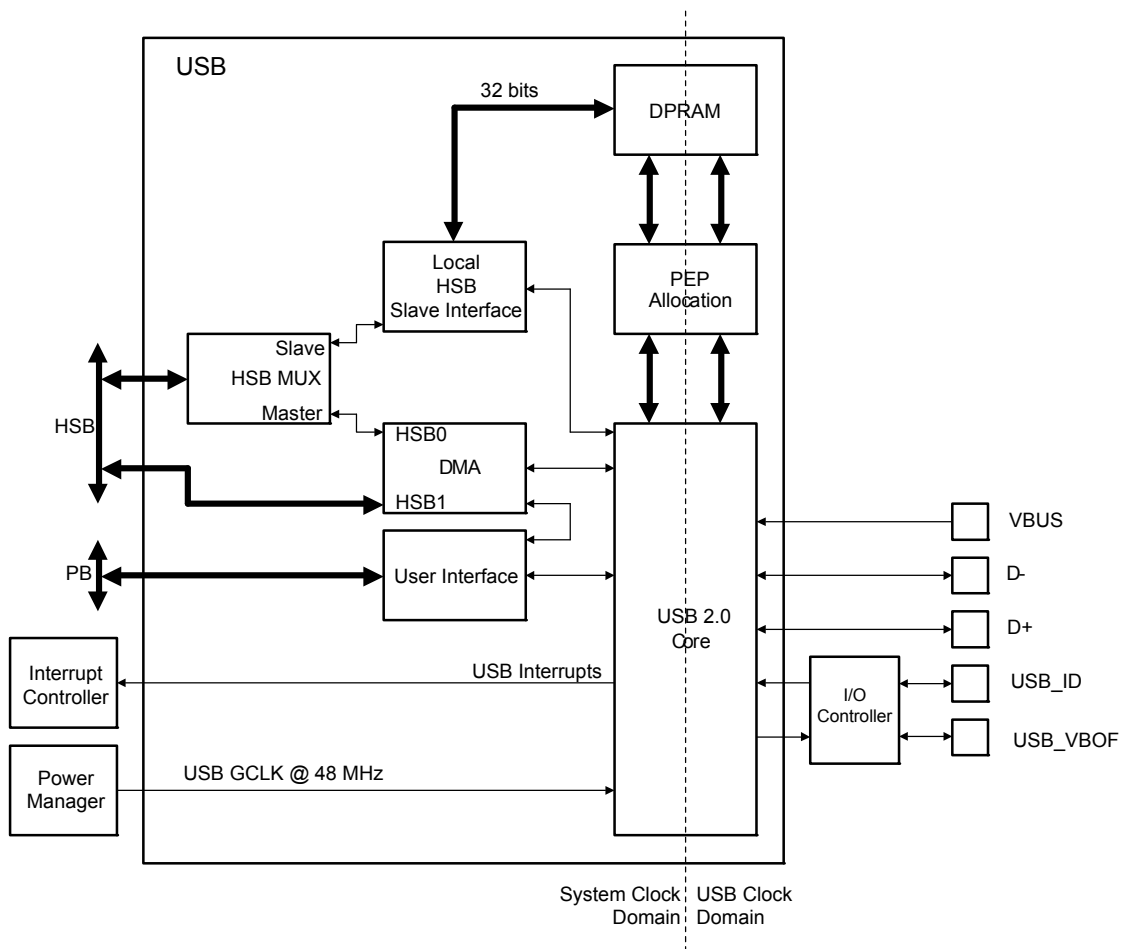 USB
32 bits
DPRAM
Local
HSB
Slave Interface
PEP
Allocation
Slave
HSB MUX
Master
HSB
HSB0
DMA
HSB1
PB
User Interface
USB 2.0
Core
VBUS
D-
D+
USB_ID
USB_VBOF
I/O
Controller
Interrupt
Controller
USB Interrupts
Power
Manager
USB GCLK @ 48 MHz
System Clock
Domain
USB Clock
Domain